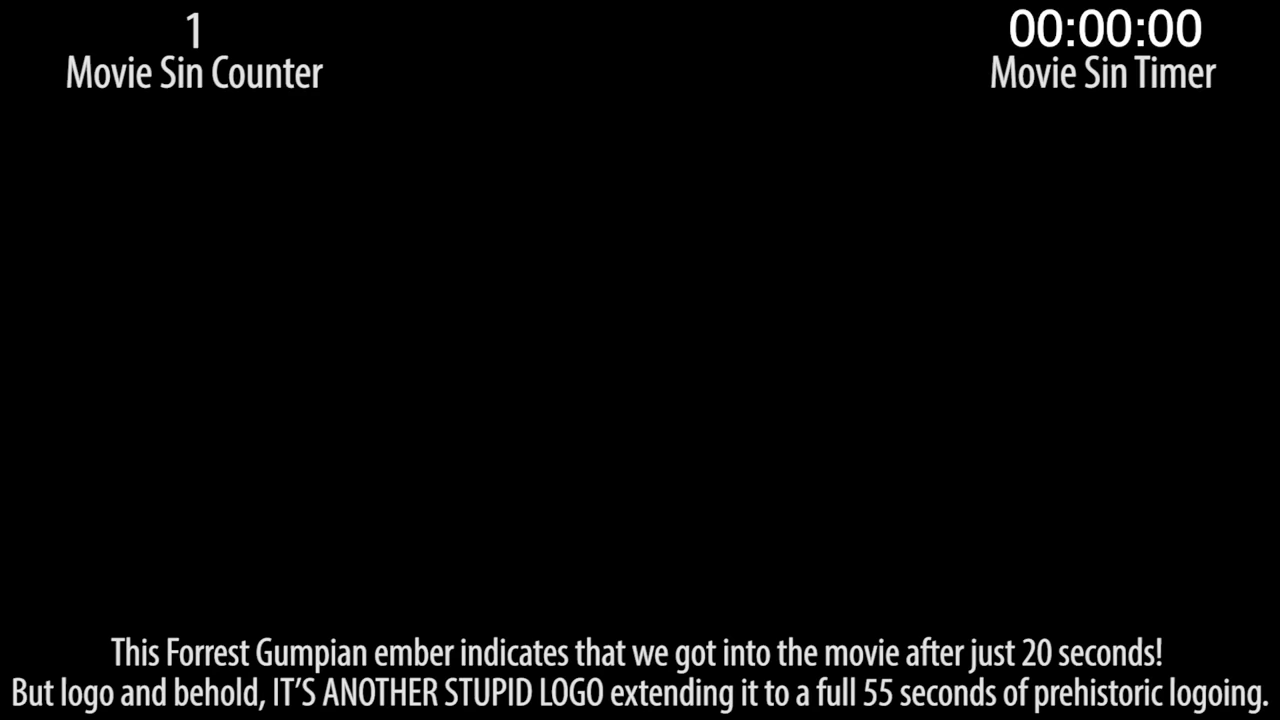 1
Movie Sin Counter
00:00:00
Movie Sin Timer
This Forrest Gumpian ember indicates that we got into the movie after just 20 seconds!
But logo and behold, IT'S ANOTHER STUPID LOGO extending it to a full 55 seconds of prehistoric logoing.